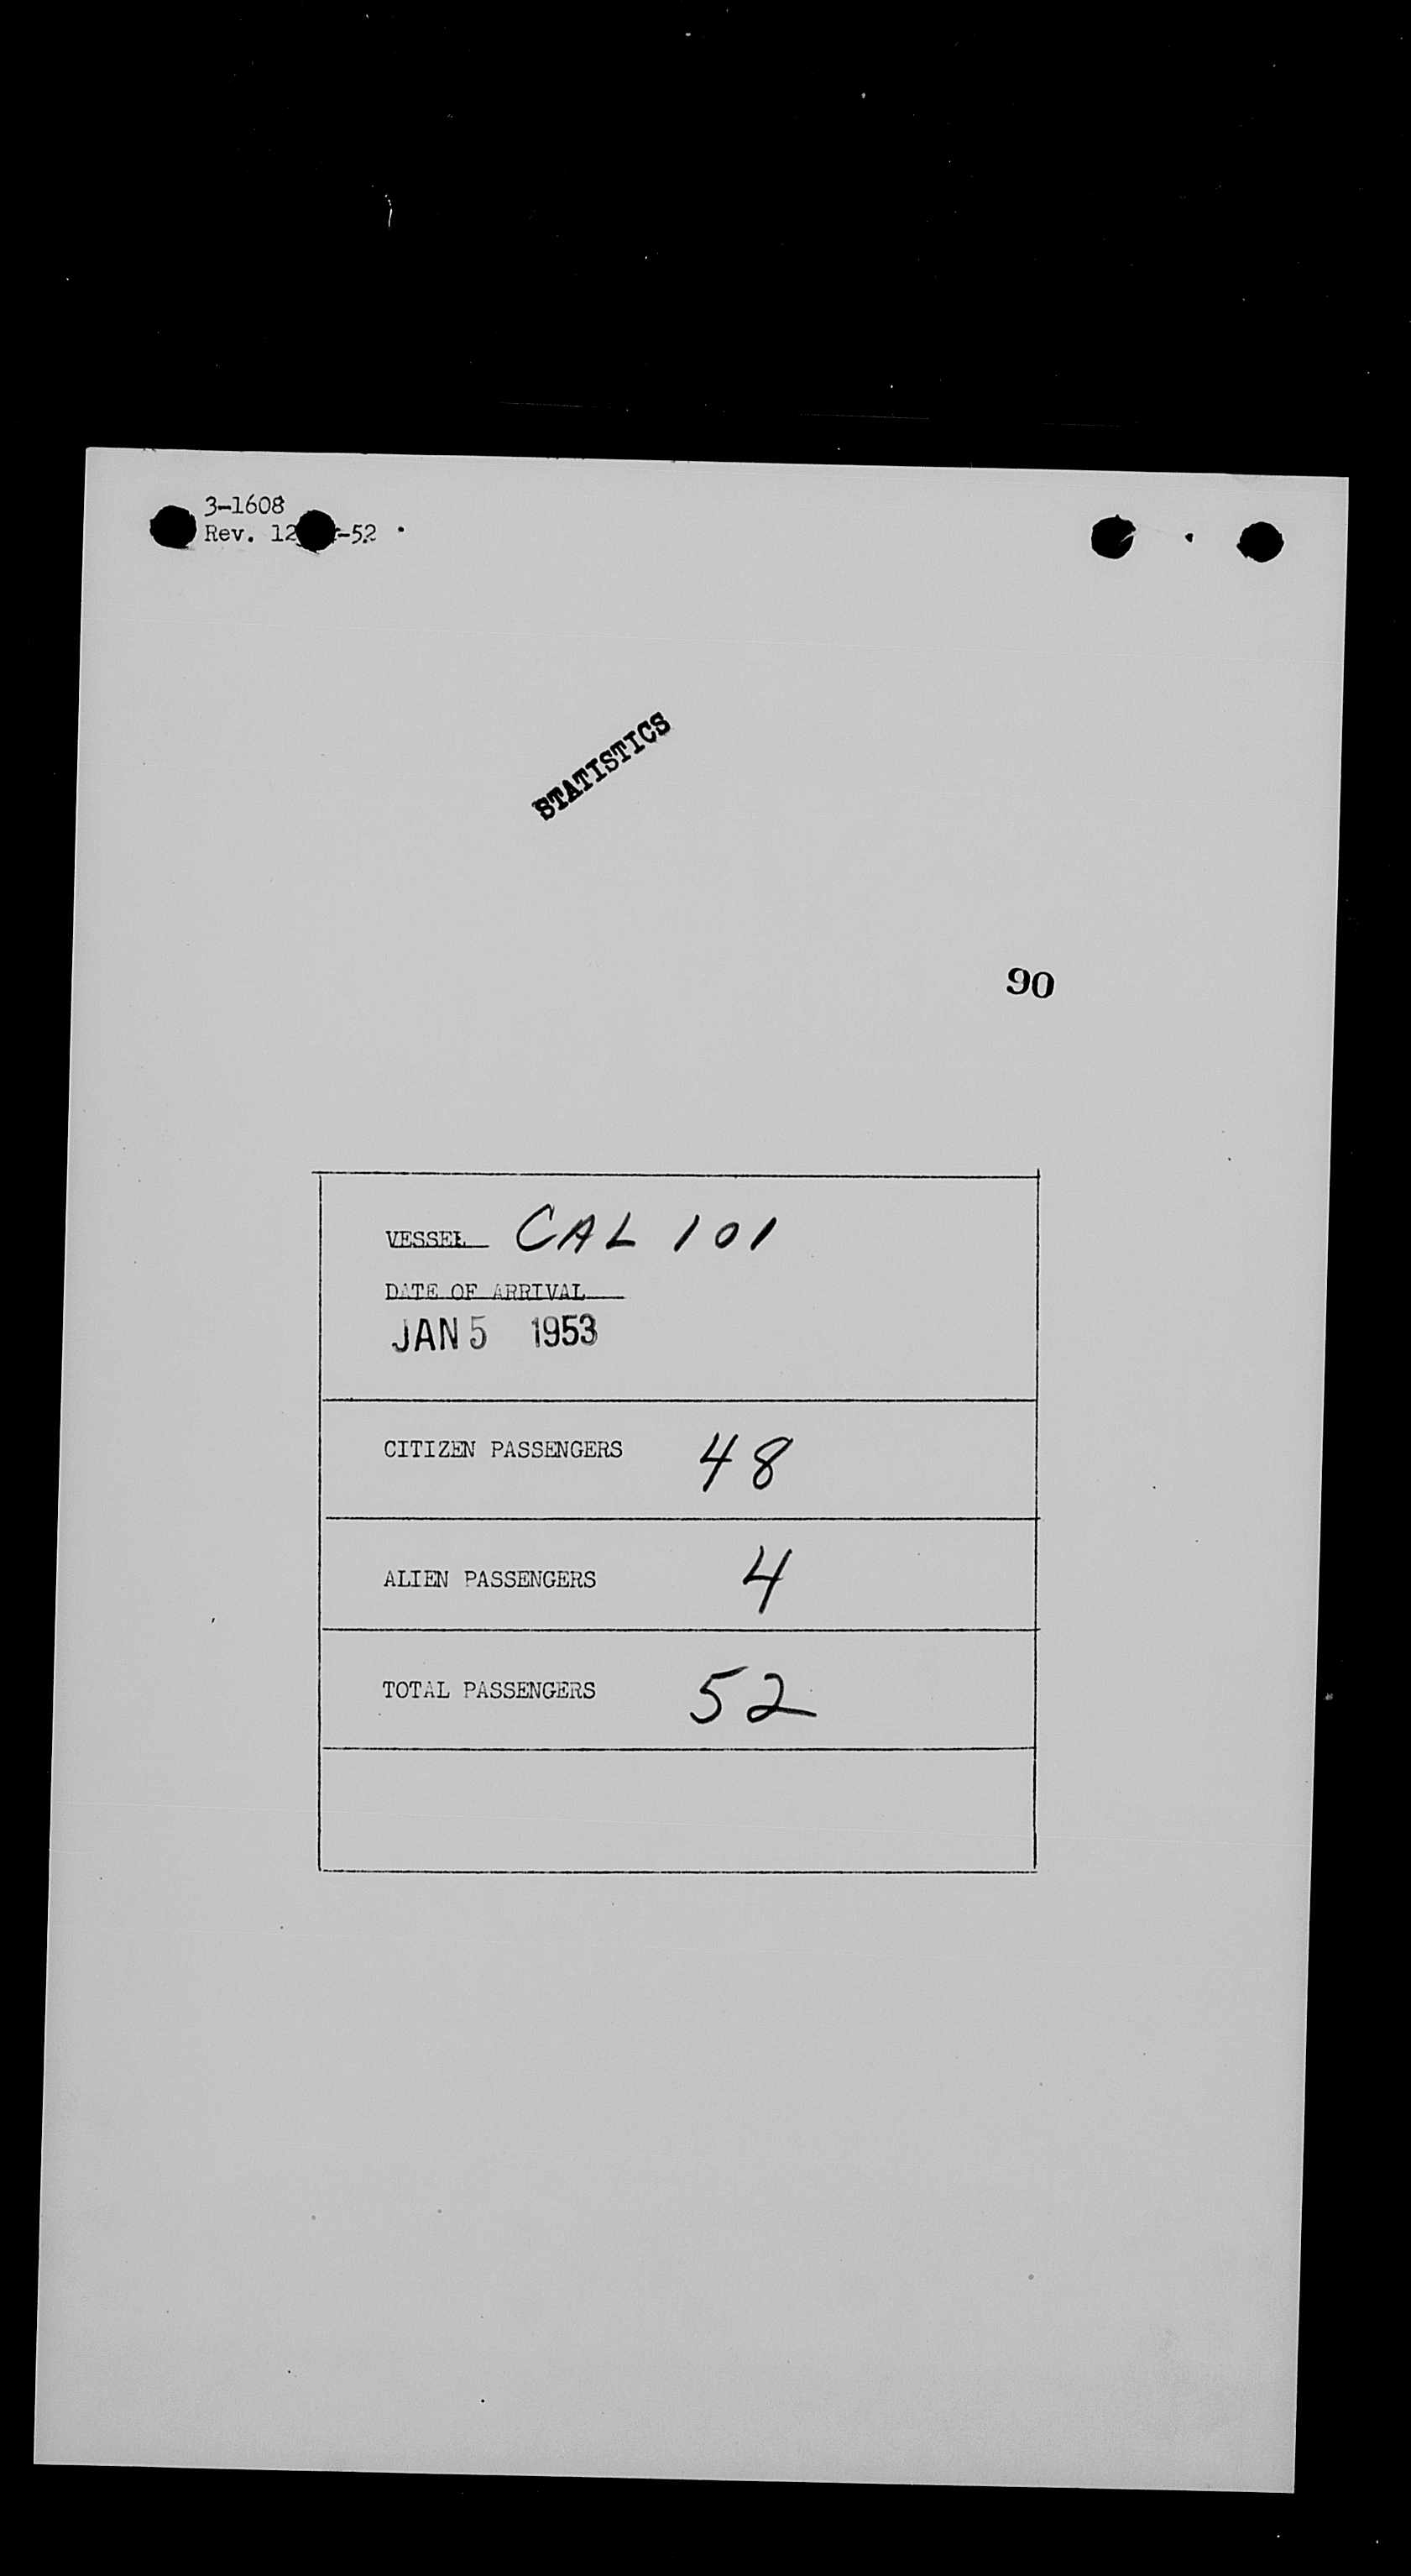 3-1608
Rev. 12 -52
STATISTICS
90
VESSEL CAL 101
DATE OF ARRIVAL
JAN 5 1953
CITIZEN PASSENGERS 48
ALIEN PASSENGERS 4
TOTAL PASSENGERS 52